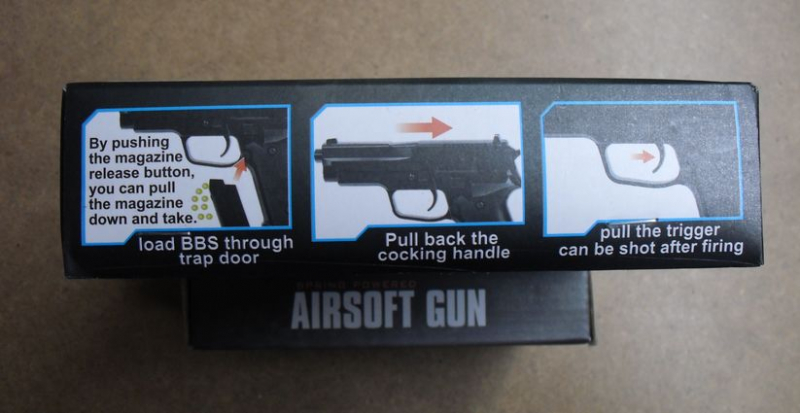 By pushing
the magazine
release button,
you can pull
the magazine
down and take.
load BBS through
trap door
Pull back the
cocking handle
pull the trigger
can be shot after firing
SPRING POWERED
AIRSOFT GUN